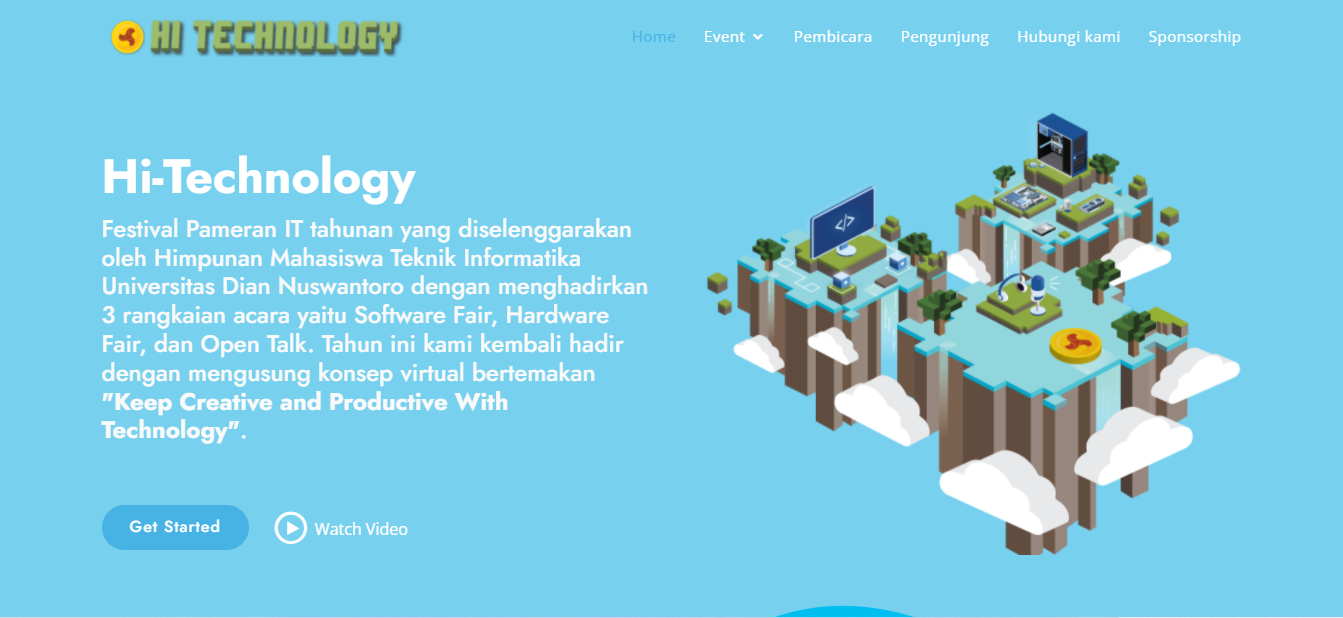 HI TECHNOLOGY
Home Event Pembicara Pengunjung Hubungi kami Sponsorship
Hi-Technology
Festival Pameran IT tahunan yang diselenggarakan
oleh Himpunan Mahasiswa Teknik Informatika
Universitas Dian Nuswantoro dengan menghadirkan
3 rangkaian acara yaitu Software Fair, Hardware
Fair, dan Open Talk. Tahun ini kami kembali hadir
dengan mengusung konsep virtual bertemakan
"Keep Creative and Productive With
Technology".
Get Started Watch Video
</>